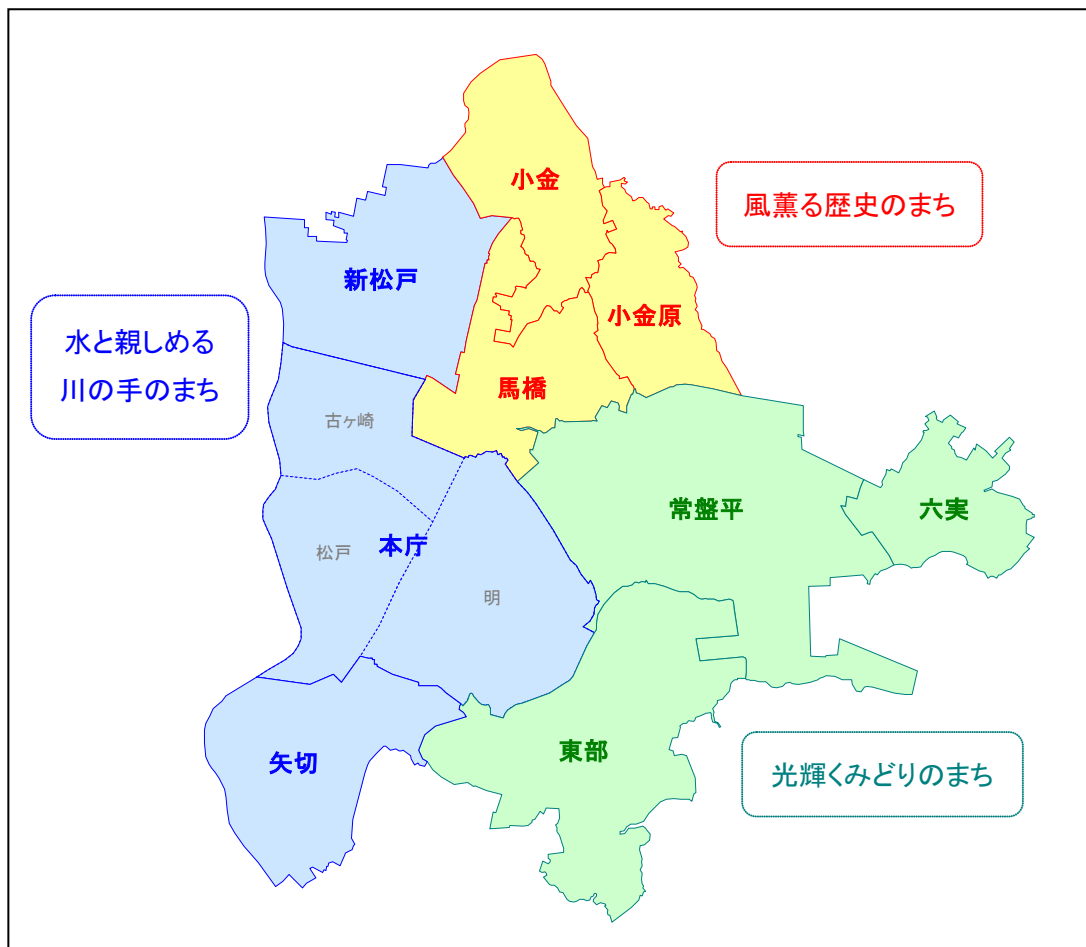 小金
風薫る歴史のまち
新松戸
小金原
水と親しめる
川の手のまち
馬橋
古ヶ崎
常盤平
六実
本庁
松戸
明
矢切
東部
光輝くみどりのまち